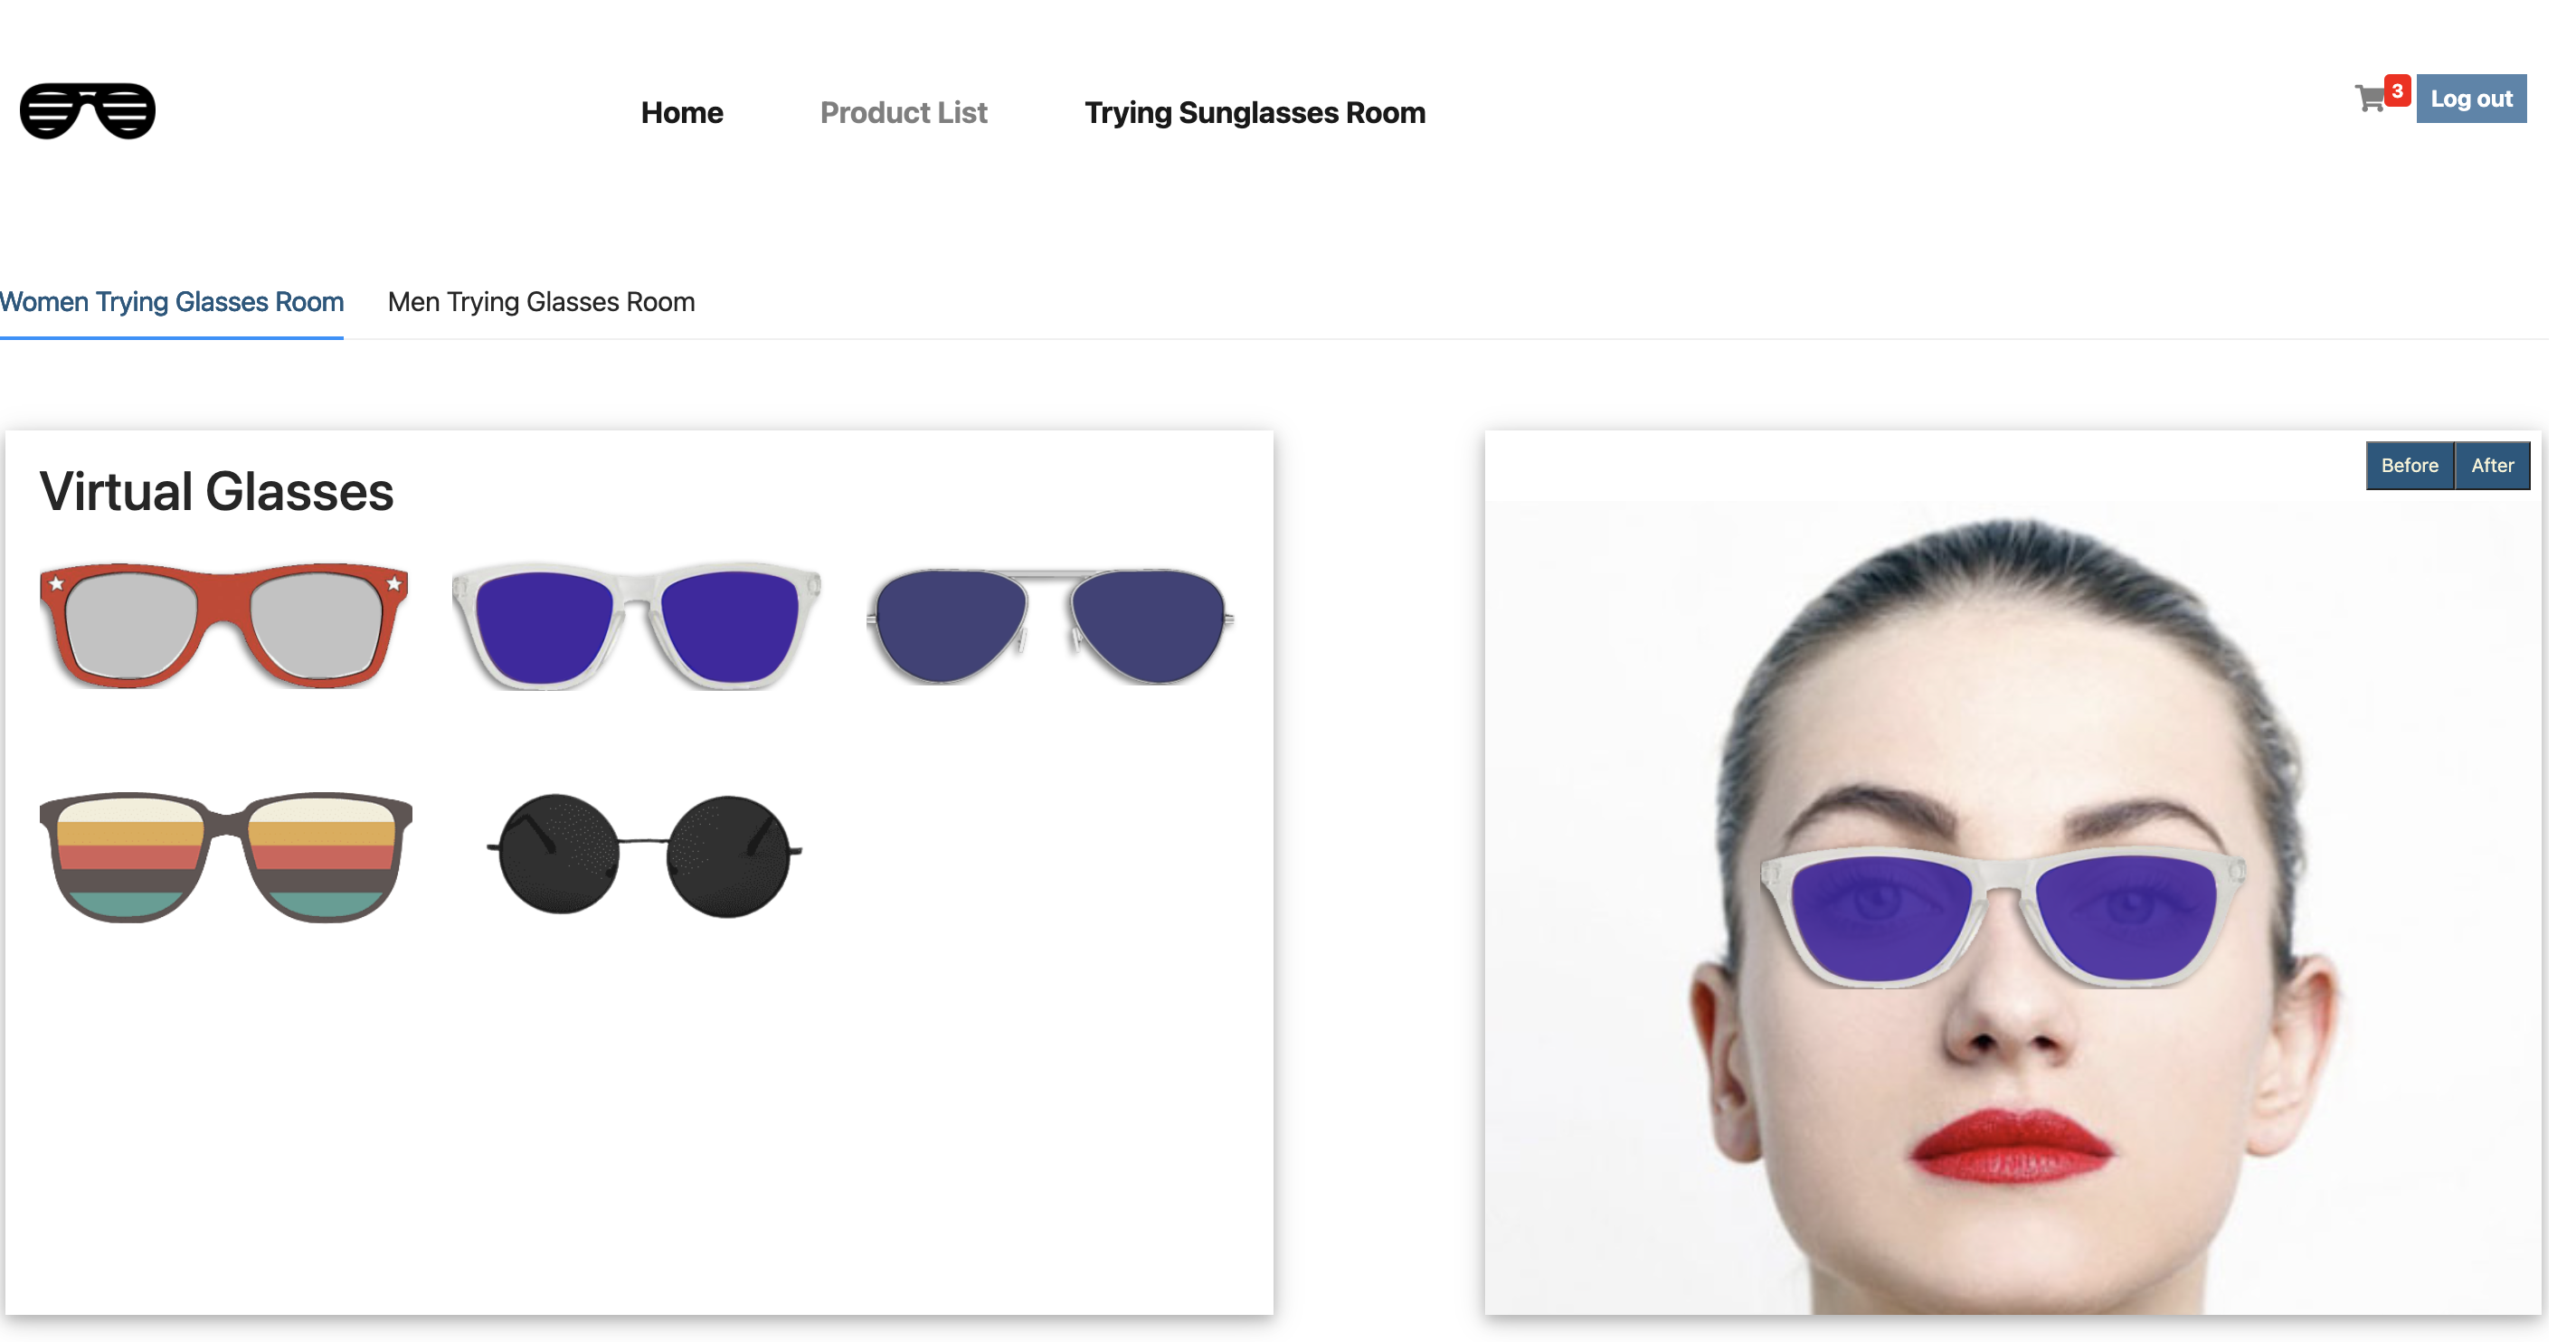 Home
Product List
Trying Sunglasses Room
3
Log out
Women Trying Glasses Room
Men Trying Glasses Room
Virtual Glasses
Before
After